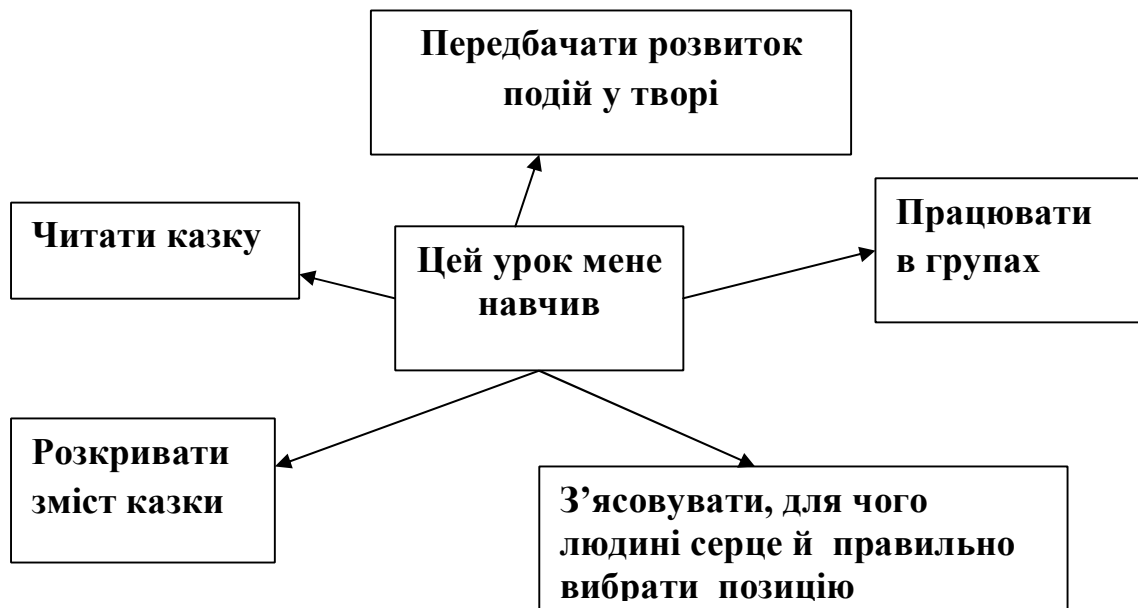 Передбачати розвиток
подій у творі
Читати казку
Цей урок мене
навчив
Працювати
в групах
Розкривати
зміст казки
З’ясовувати, для чого
людині серце й правильно
вибрати позицію